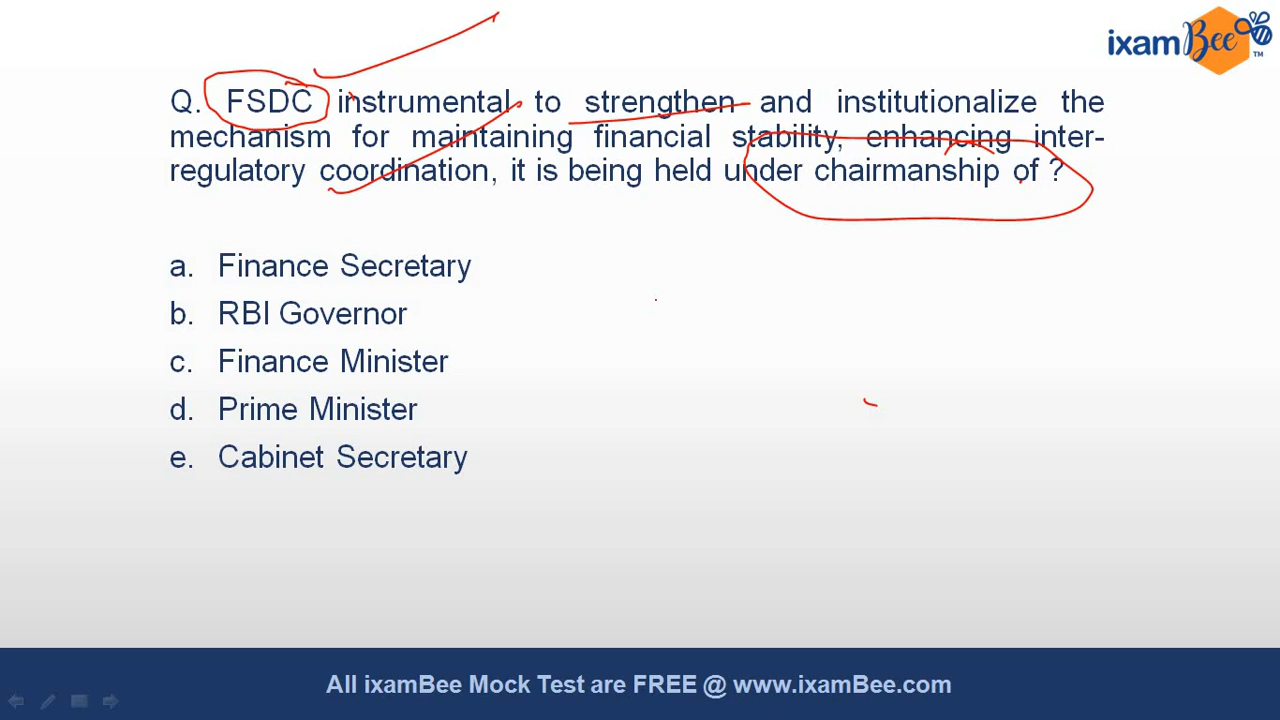 ixamBee
TM
Q. FSDC instrumental to strengthen and institutionalize the
mechanism for maintaining financial stability, enhancing inter-
regulatory coordination, it is being held under chairmanship of ?
a. Finance Secretary
b. RBI Governor
c. Finance Minister
d. Prime Minister
e. Cabinet Secretary
All ixamBee Mock Test are FREE @ www.ixamBee.com